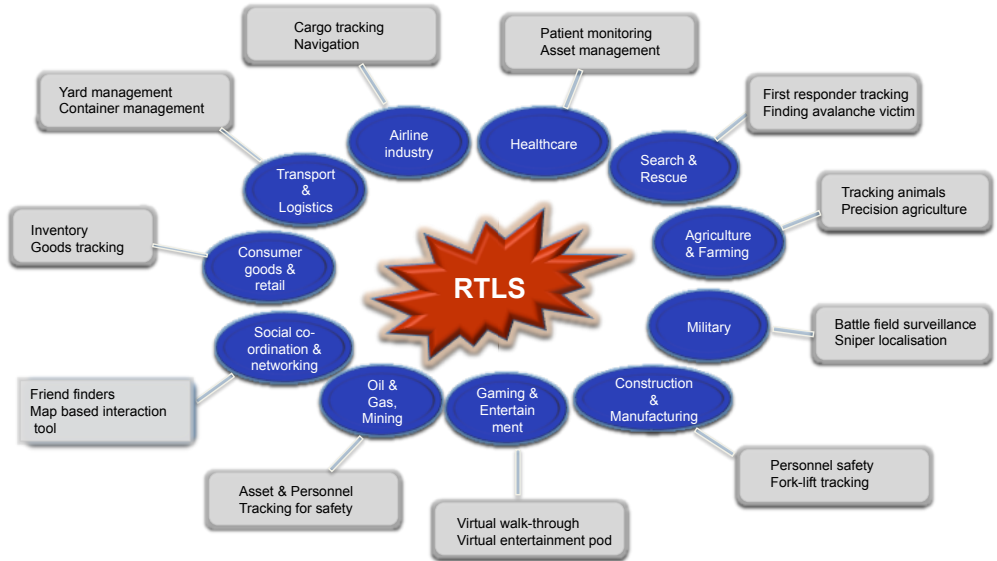 Cargo tracking
Navigation
Patient monitoring
Asset management
Yard management
Container management
First responder tracking
Finding avalanche victim
Airline
industry
Healthcare
Search &
Rescue
Transport
&
Logistics
Tracking animals
Precision agriculture
Inventory
Goods tracking
Consumer
goods &
retail
Agriculture
& Farming
RTLS
Social co-
ordination &
networking
Military
Battle field surveillance
Sniper localisation
Friend finders
Map based interaction
tool
Oil &
Gas,
Mining
Gaming &
Entertain
ment
Construction
&
Manufacturing
Asset & Personnel
Tracking for safety
Virtual walk-through
Virtual entertainment pod
Personnel safety
Fork-lift tracking